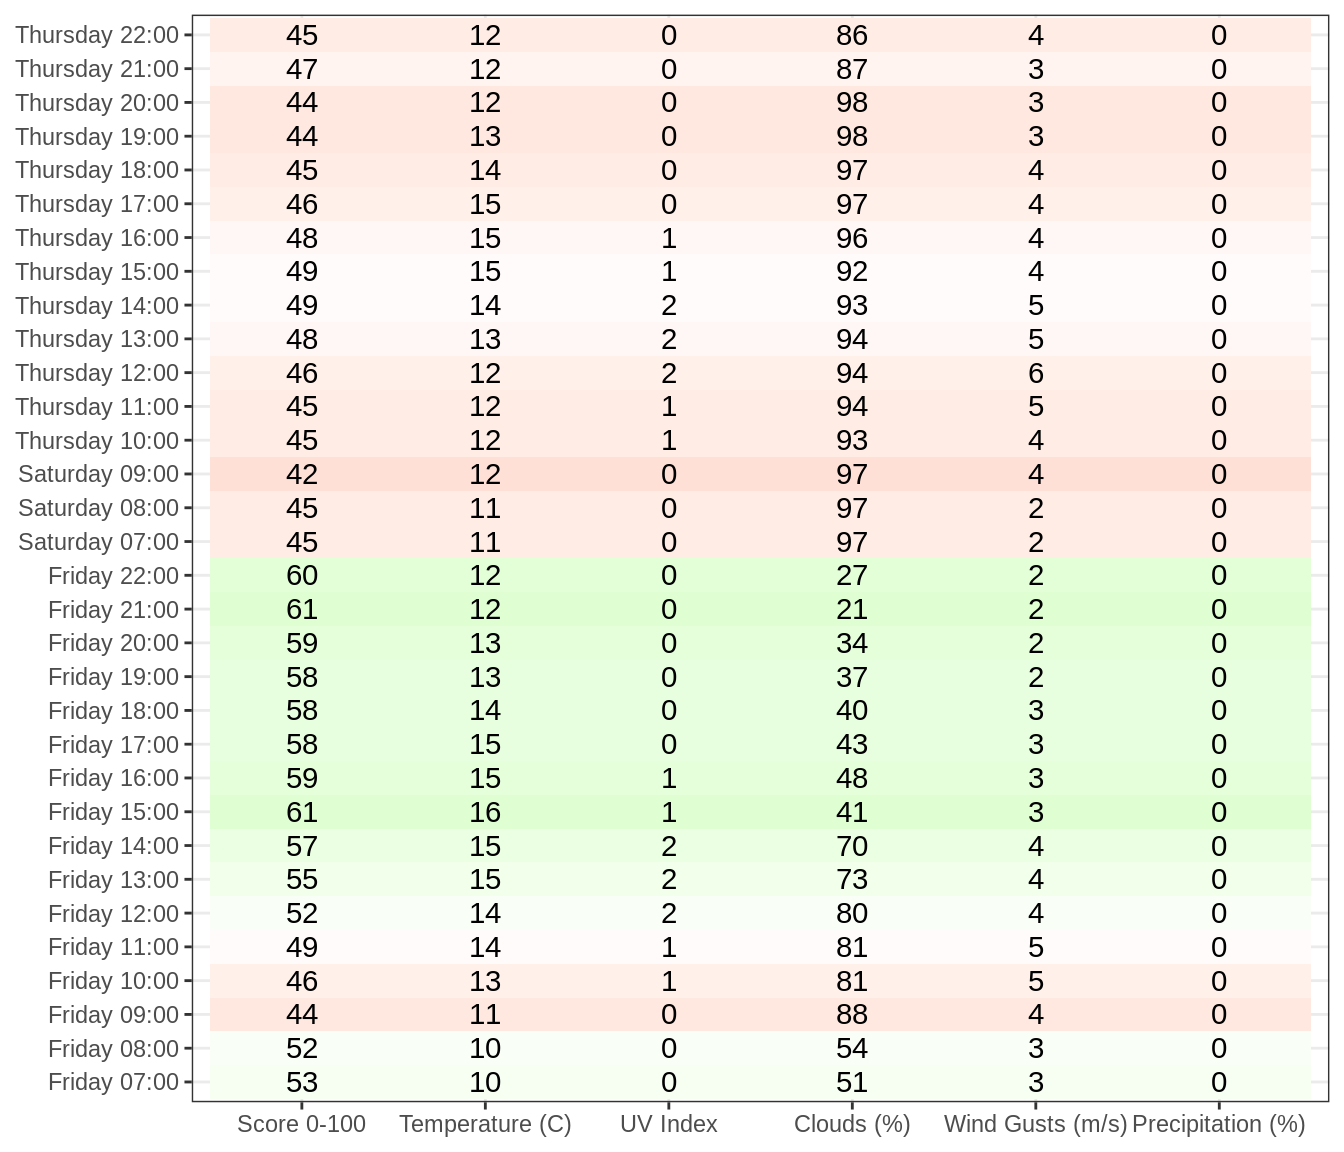 Thursday 22:00 45 12 0 86 4 0
Thursday 21:00 47 12 0 87 3 0
Thursday 20:00 44 12 0 98 3 0
Thursday 19:00 44 13 0 98 3 0
Thursday 18:00 45 14 0 97 4 0
Thursday 17:00 46 15 0 97 4 0
Thursday 16:00 48 15 1 96 4 0
Thursday 15:00 49 15 1 92 4 0
Thursday 14:00 49 14 2 93 5 0
Thursday 13:00 48 13 2 94 5 0
Thursday 12:00 46 12 2 94 6 0
Thursday 11:00 45 12 1 94 5 0
Thursday 10:00 45 12 1 93 4 0
Saturday 09:00 42 12 0 97 4 0
Saturday 08:00 45 11 0 97 2 0
Saturday 07:00 45 11 0 97 2 0
Friday 22:00 60 12 0 27 2 0
Friday 21:00 61 12 0 21 2 0
Friday 20:00 59 13 0 34 2 0
Friday 19:00 58 13 0 37 2 0
Friday 18:00 58 14 0 40 3 0
Friday 17:00 58 15 0 43 3 0
Friday 16:00 59 15 1 48 3 0
Friday 15:00 61 16 1 41 3 0
Friday 14:00 57 15 2 70 4 0
Friday 13:00 55 15 2 73 4 0
Friday 12:00 52 14 2 80 4 0
Friday 11:00 49 14 1 81 5 0
Friday 10:00 46 13 1 81 5 0
Friday 09:00 44 11 0 88 4 0
Friday 08:00 52 10 0 54 3 0
Friday 07:00 53 10 0 51 3 0
Score 0-100 Temperature (C) UV Index Clouds (%) Wind Gusts (m/s) Precipitation (%)